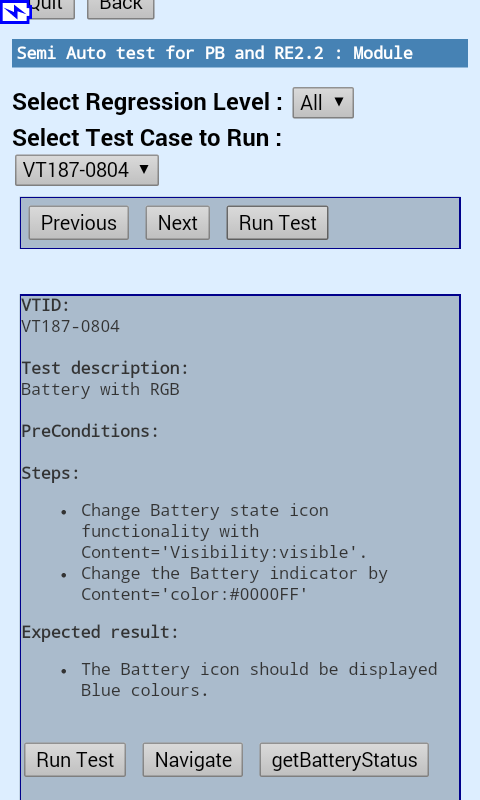 Quit Back
Semi Auto test for PB and RE2.2 : Module
Select Regression Level : All
Select Test Case to Run :
VT187-0804
Previous Next Run Test
VTID:
VT187-0804
Test description:
Battery with RGB
PreConditions:
Steps:
• Change Battery state icon
functionality with
Content='Visibility:visible'.
• Change the Battery indicator by
Content='color:#0000FF'
Expected result:
• The Battery icon should be displayed
Blue colours.
Run Test Navigate getBatteryStatus